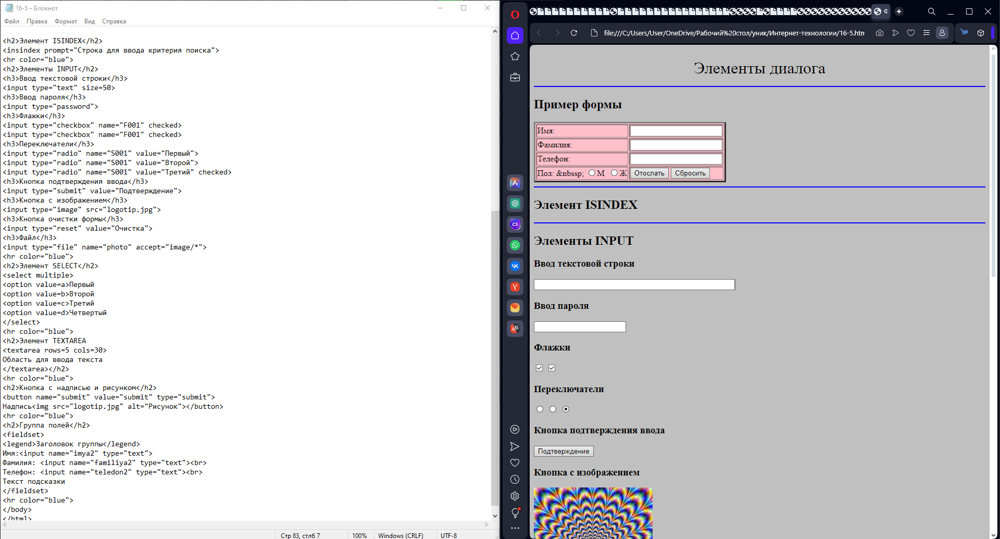 16-5 – Блокнот
Файл Правка Формат Вид Справка
<h2>Элемент ISINDEX</h2>
<insindex prompt="Строка для ввода критерия поиска">
<hr color="blue">
<h2>Элементы INPUT</h2>
<h3>Ввод текстовой строки</h3>
<input type="text" size=50>
<h3>Ввод пароля</h3>
<input type="password">
<h3>Флажки</h3>
<input type="checkbox" name="F001" checked>
<input type="checkbox" name="F001" checked>
<h3>Переключатели</h3>
<input type="radio" name="S001" value="Первый">
<input type="radio" name="S001" value="Второй">
<input type="radio" name="S001" value="Третий" checked>
<h3>Кнопка подтверждения ввода</h3>
<input type="submit" value="Подтверждение">
<h3>Кнопка с изображением</h3>
<input type="image" src="logotip.jpg">
<h3>Кнопка очистки формы</h3>
<input type="reset" value="Очистка">
<h3>Файл</h3>
<input type="file" name="photo" accept="image/*">
<hr color="blue">
<h2>Элемент SELECT</h2>
<select multiple>
<option value=a>Первый
<option value=b>Второй
<option value=c>Третий
<option value=d>Четвертый
</select>
<hr color="blue">
<h2>Элемент TEXTAREA
<textarea rows=5 cols=30>
Область для ввода текста
</textarea></h2>
<hr color="blue">
<h2>Кнопка с надписью и рисунком</h2>
<button name="submit" value="submit" type="submit">
Надпись<img src="logotip.jpg" alt="Рисунок"></button>
<hr color="blue">
<h2>Группа полей</h2>
<fieldset>
<legend>Заголовок группы</legend>
Имя:<input name="imya2" type="text">
Фамилия: <input name="familiya2" type="text"><br>
Телефон: <input name="teledon2" type="text"><br>
Текст подсказки
</fieldset>
<hr color="blue">
</body>
</html>
Стр 83, стлб 7 100% Windows (CRLF) UTF-8
file:///C:/Users/User/OneDrive/Рабочий%20стол/уник/Интернет-технологии/16-5.htm
Элементы диалога
Пример формы
Имя:
Фамилия:
Телефон:
Пол: &nbssp; М Ж Отослать Сбросить
Элемент ISINDEX
Элементы INPUT
Ввод текстовой строки
Ввод пароля
Флажки
Переключатели
Кнопка подтверждения ввода
Подтверждение
Кнопка с изображением